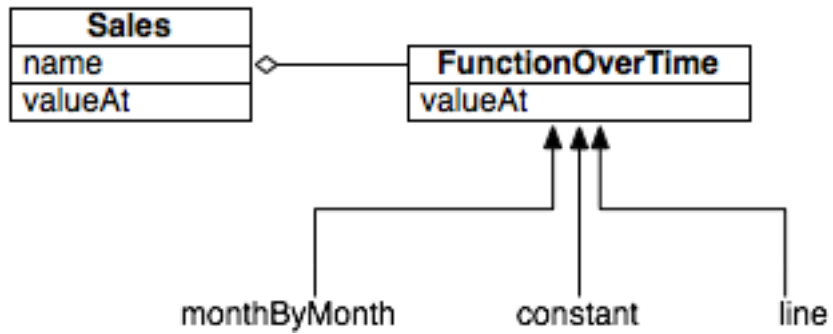 Sales
name
valueAt
FunctionOverTime
valueAt
monthByMonth
constant
line